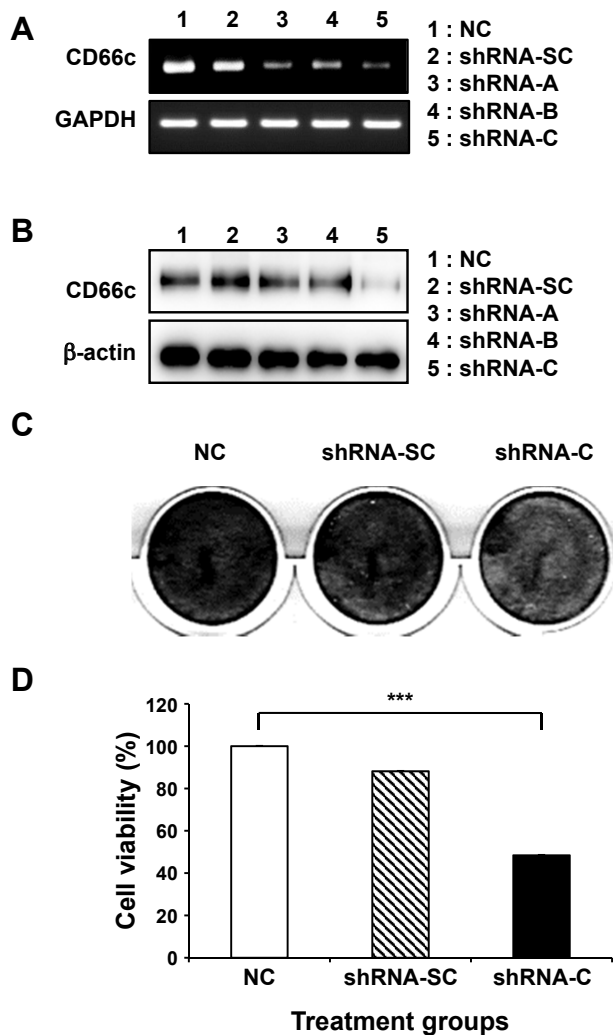 A
1 2 3 4 5
CD66c
GAPDH
1 : NC
2 : shRNA-SC
3 : shRNA-A
4 : shRNA-B
5 : shRNA-C
B
1 2 3 4 5
CD66c
β-actin
1 : NC
2 : shRNA-SC
3 : shRNA-A
4 : shRNA-B
5 : shRNA-C
C
NC shRNA-SC shRNA-C
D
***
120
100
80
60
40
20
0
Cell viability (%)
NC shRNA-SC shRNA-C
Treatment groups